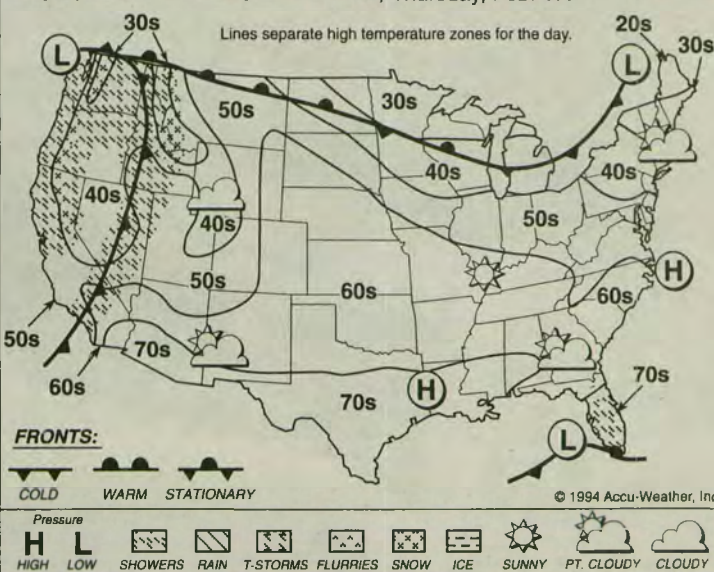 Lines separate high temperature zones for the day.
30s
20s
30s
L
L
50s
30s
40s
40s
40s
40s
50s
50s
60s
60s
H
50s
60s
70s
70s
H
70s
L
FRONTS:
COLD WARM STATIONARY
© 1994 Accu-Weather, Inc
Pressure
H L
HIGH LOW SHOWERS RAIN T-STORMS FLURRIES SNOW ICE SUNNY PT. CLOUDY CLOUDY